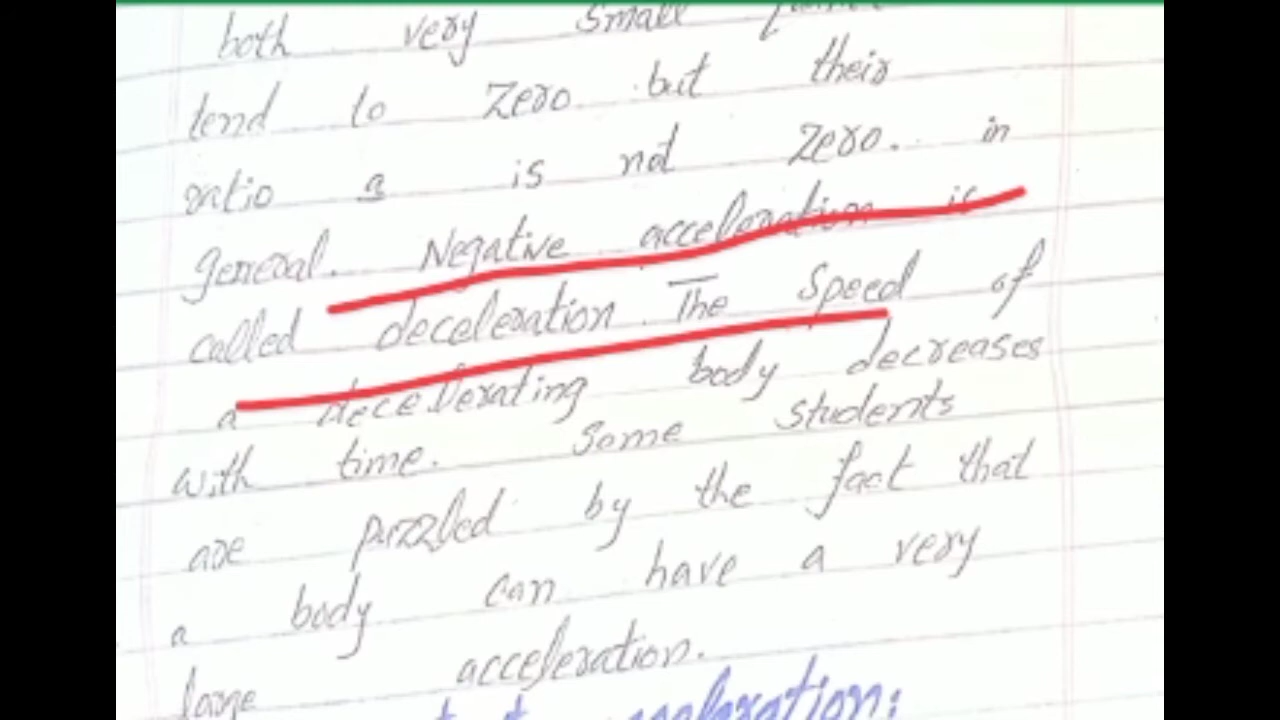 both very small
tend to zero but their
ratio a is not zero. in
general. Negative acceleration is
called deceleration. The Speed of
a decelerating body decreases
with time. Some students
are puzzled by the fact that
a body can have a very
large acceleration.
acceleration: